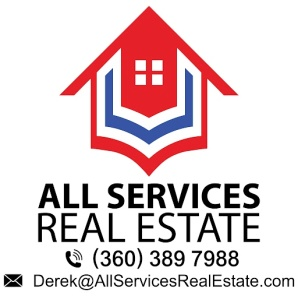 ALL SERVICES
REAL ESTATE
(360) 389 7988
Derek@AllServicesRealEstate.com